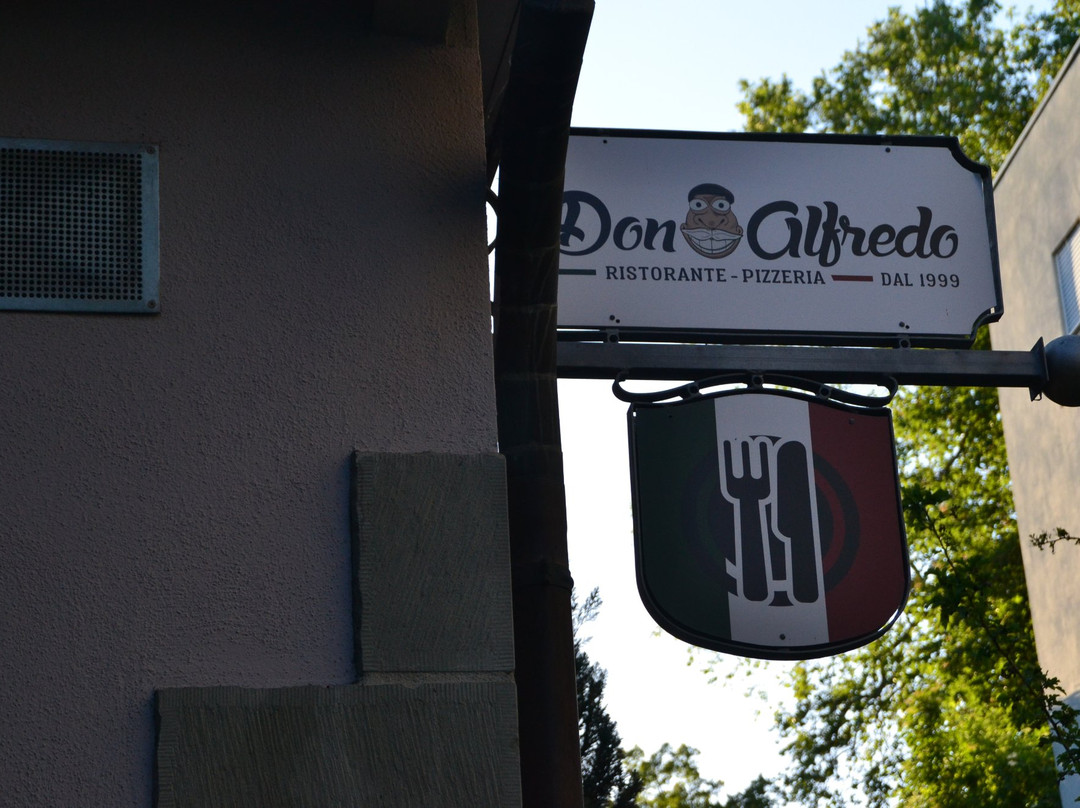 Don Alfredo
RISTORANTE - PIZZERIA DAL 1999